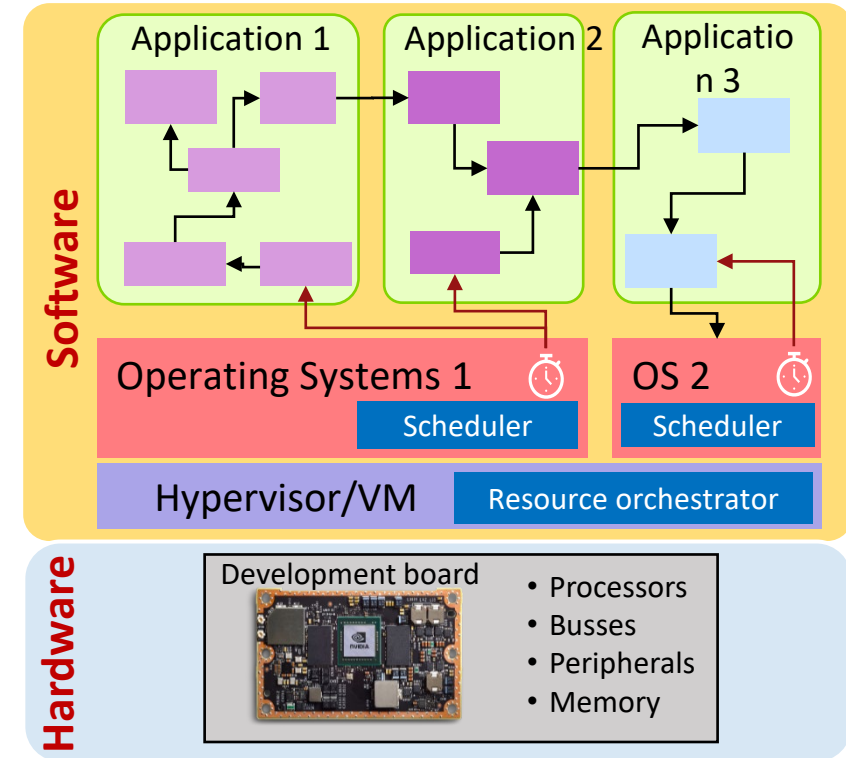 Application 1
Application 2
Applicatio
n 3
Software
Operating Systems 1
Scheduler
OS 2
Scheduler
Hypervisor/VM
Resource orchestrator
Hardware
Development board
NVIDIA
• Processors
• Busses
• Peripherals
• Memory